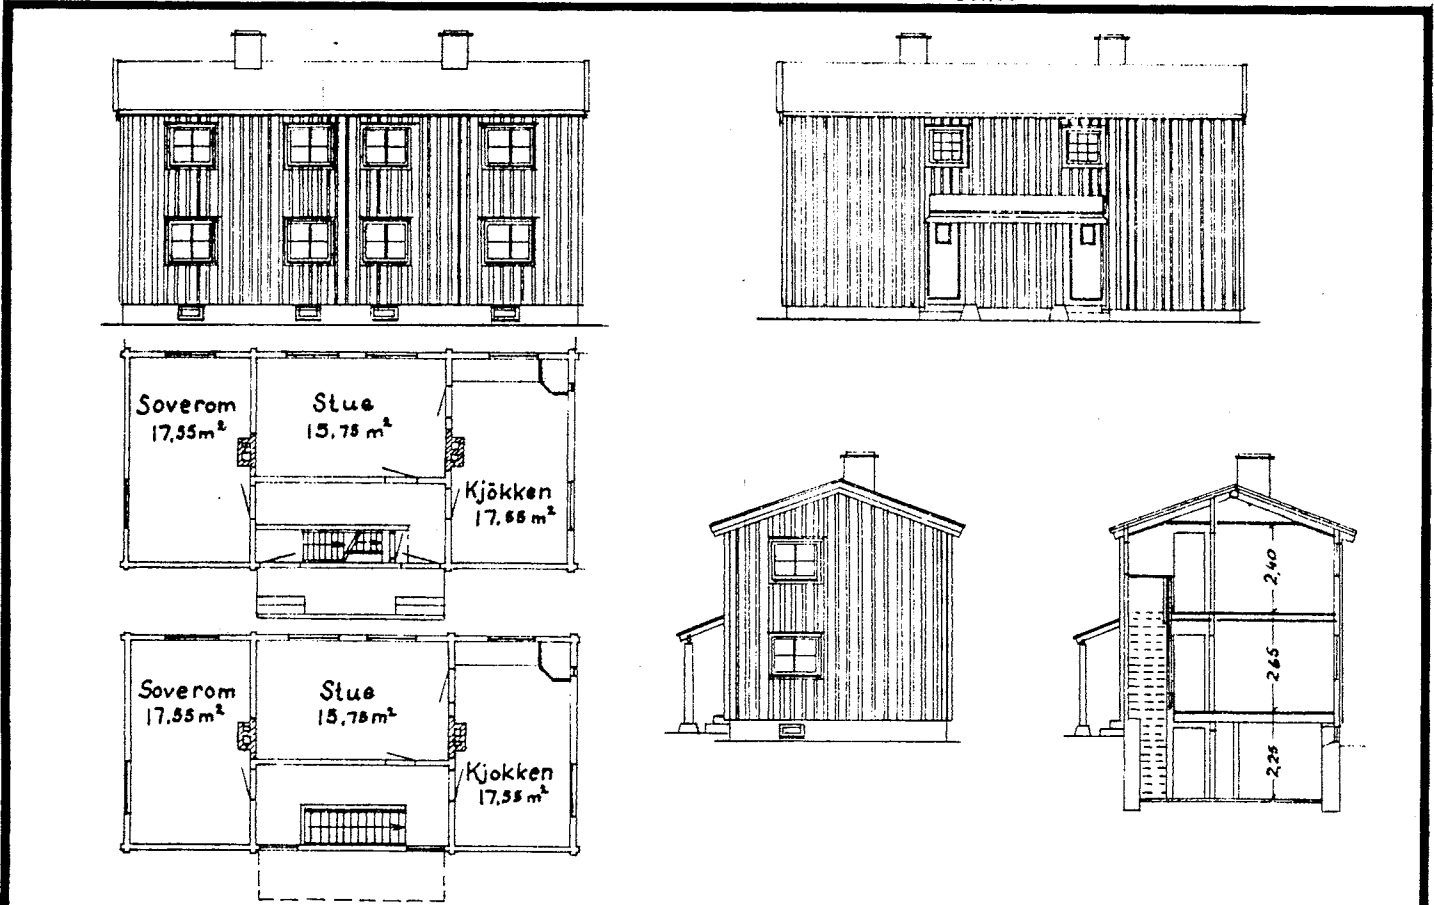 Soverom
17,55m²
Stue
15,75 m²
Kjökken
17,55 m²
Soverom
17,55m²
Stue
15,75m²
Kjokken
17,55m²
2,40
2,65
2,25